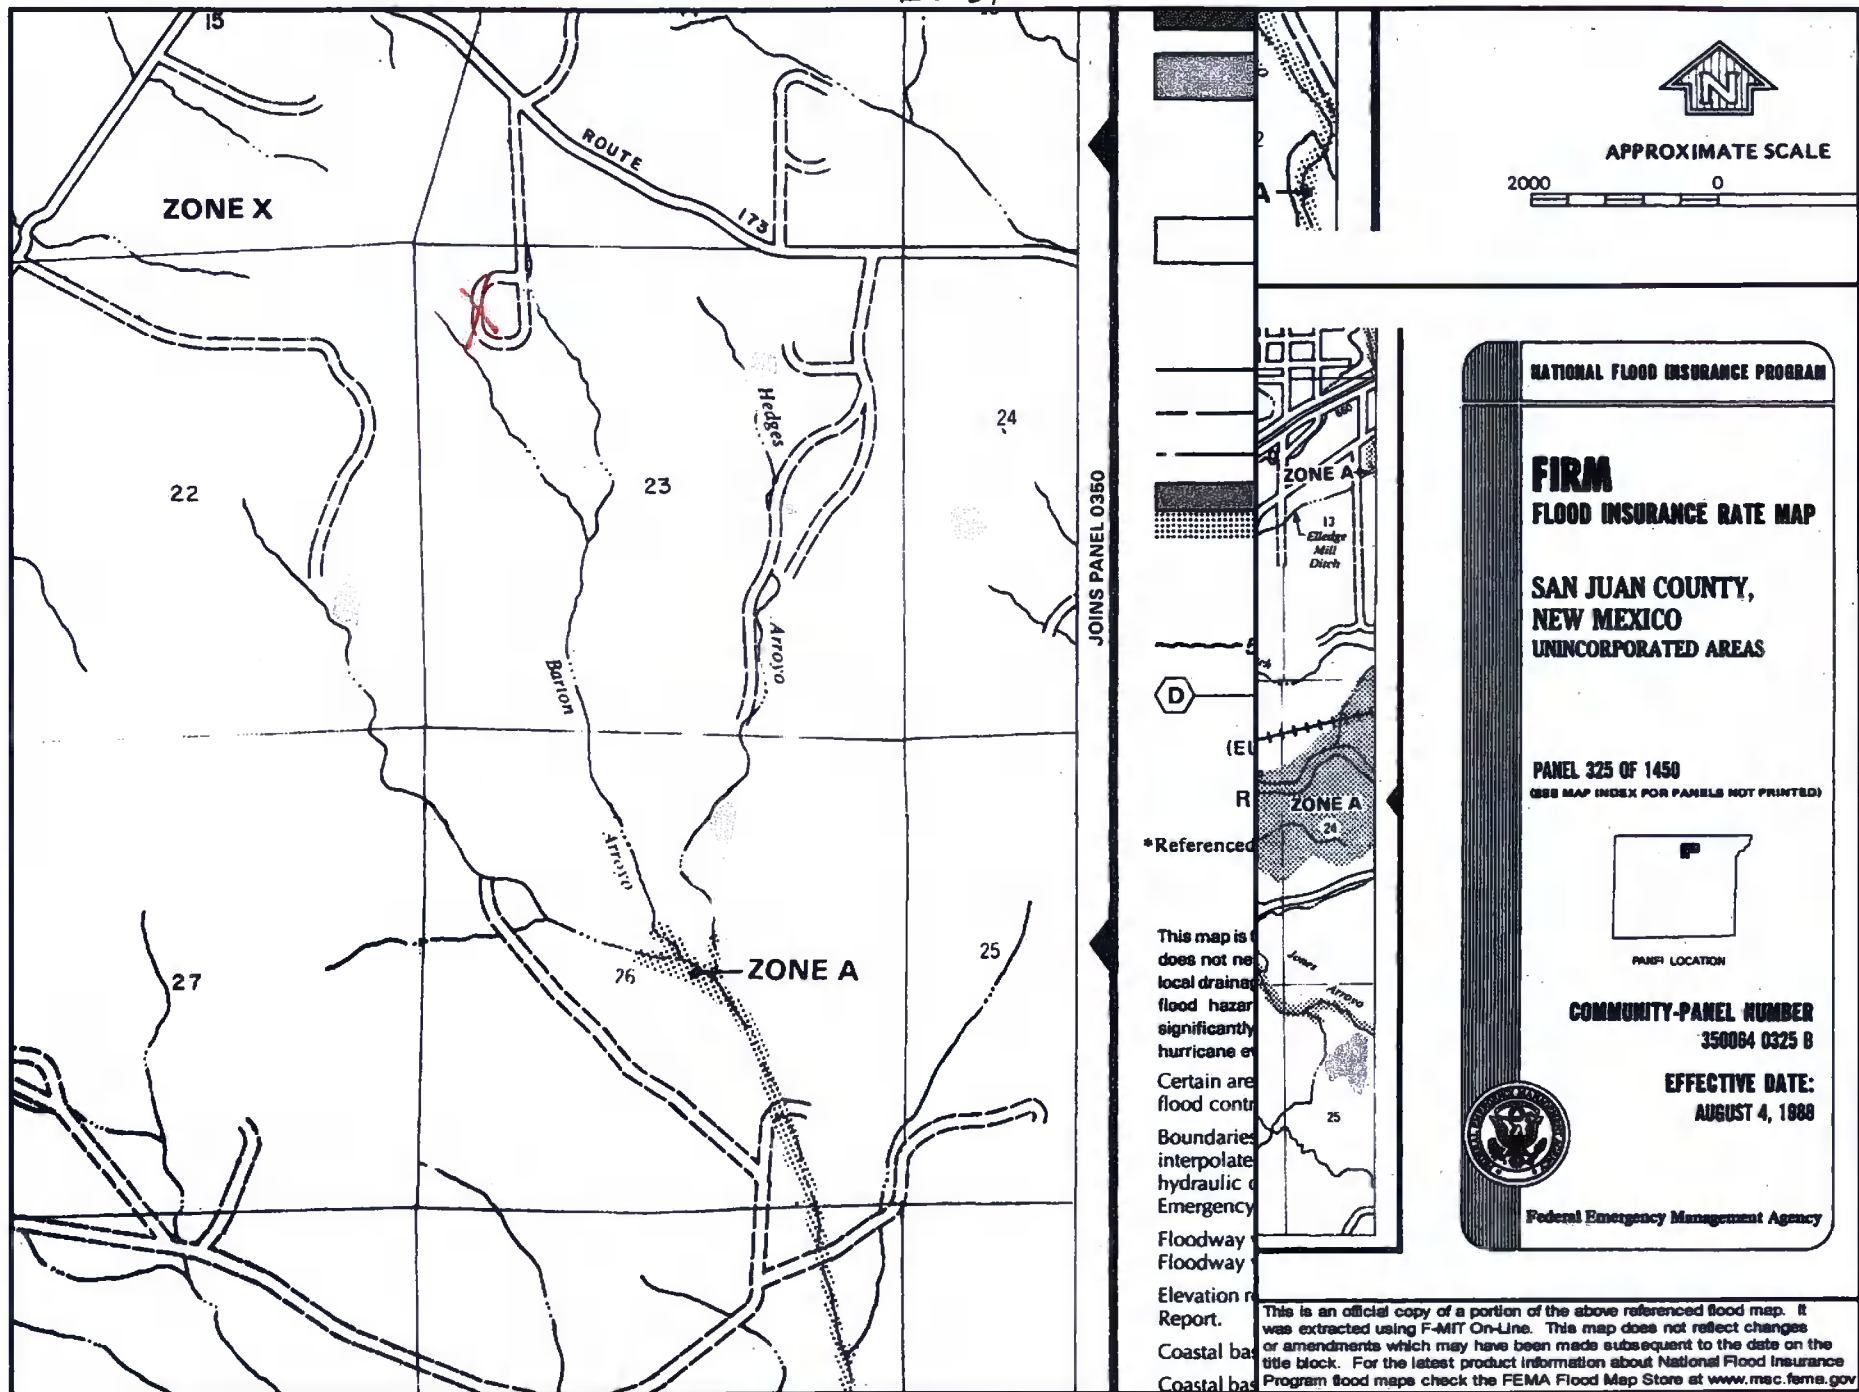 15
ZONE X
ROUTE
173
Hedges
24
22
23
Arroyo
Barton
Arroyo
ZONE A
25
26
27
JOINS PANEL 0350
D
R
*Referenced
This map is
does not
local
flood
significantly
hurricane
Certain
flood
Boundaries
hydraulic
Emergency
Floodway
Floodway
Elevation
Report.
Coastal
Coastal
A
ZONE A
13
Elledge
Mill
Ditch
ZONE A
24
Jones
Arroyo
25
N
APPROXIMATE SCALE
2000 0
NATIONAL FLOOD INSURANCE PROGRAM
FIRM
FLOOD INSURANCE RATE MAP
SAN JUAN COUNTY,
NEW MEXICO
UNINCORPORATED AREAS
PANEL 325 OF 1450
(SEE MAP INDEX FOR PANELS NOT PRINTED)
PANEL LOCATION
COMMUNITY-PANEL NUMBER
350064 0325 B
EFFECTIVE DATE:
AUGUST 4, 1988
Federal Emergency Management Agency
This is an official copy of a portion of the above referenced flood map. It
was extracted using F-MIT On-Line. This map does not reflect changes
or amendments which may have been made subsequent to the date on the
title block. For the latest product information about National Flood Insurance
Program flood maps check the FEMA Flood Map Store at www.msc.fema.gov